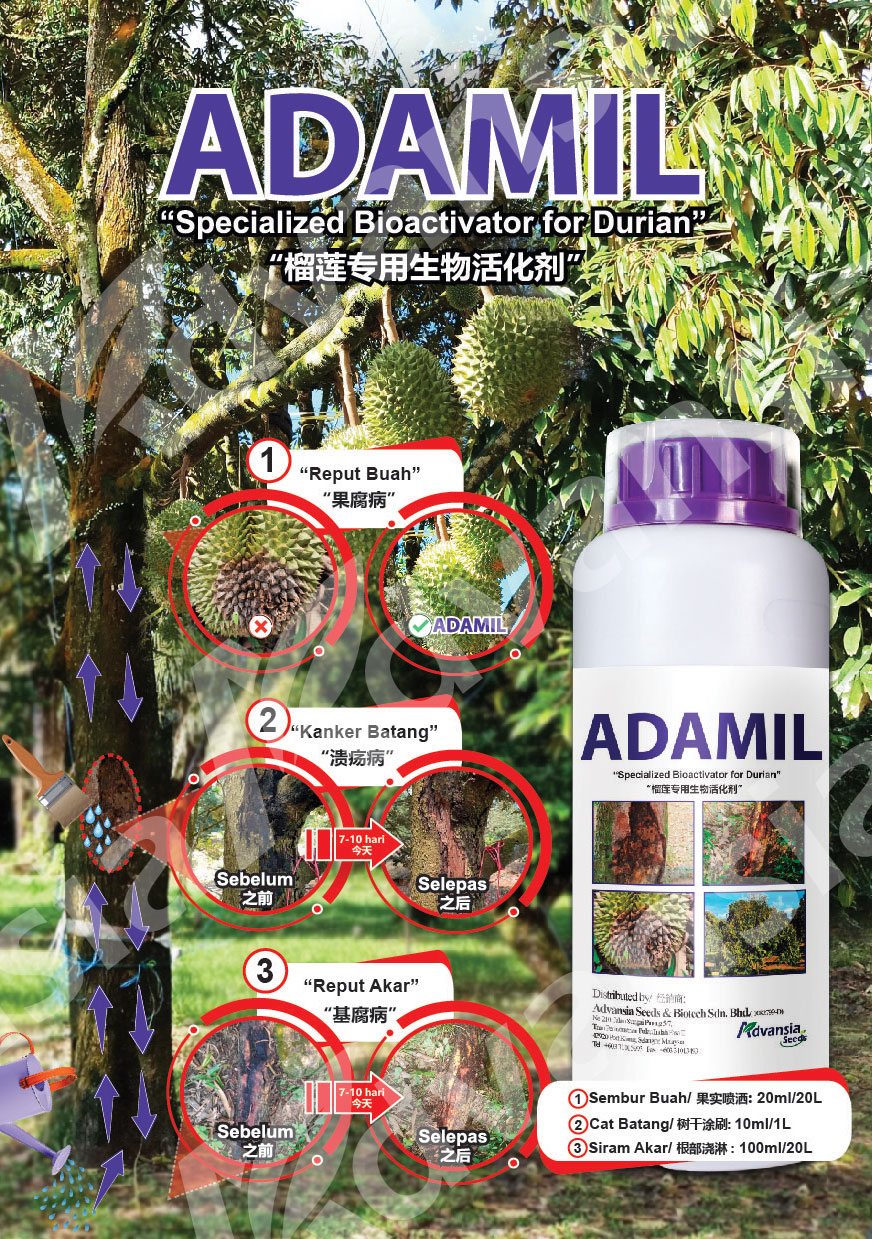 ADAMIL
“Specialized Bioactivator for Durian”
“榴莲专用生物活化剂”
1
“Reput Buah”
“果腐病”
ADAMIL
2
“Kanker Batang”
“溃疡病”
Sebelum
之前
7-10 hari
今天
Selepas
之后
3
“Reput Akar”
“基腐病”
Sebelum
之前
7-10 hari
今天
Selepas
之后
ADAMIL
“Specialized Bioactivator for Durian”
“榴莲专用生物活化剂”
Distributed by/ 经销商:
Advansia Seeds & Biotech Sdn. Bhd.
Advansia
Seeds
1 Sembur Buah/ 果实喷洒: 20ml/20L
2 Cat Batang/ 树干涂刷: 10ml/1L
3 Siram Akar/ 根部浇淋 : 100ml/20L